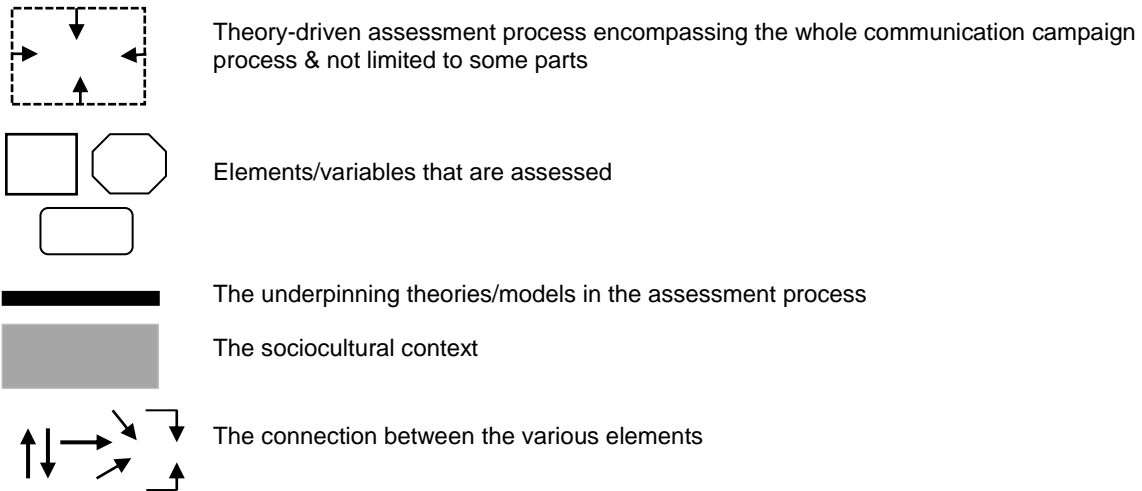 Theory-driven assessment process encompassing the whole communication campaign
process & not limited to some parts
Elements/variables that are assessed
The underpinning theories/models in the assessment process
The sociocultural context
The connection between the various elements